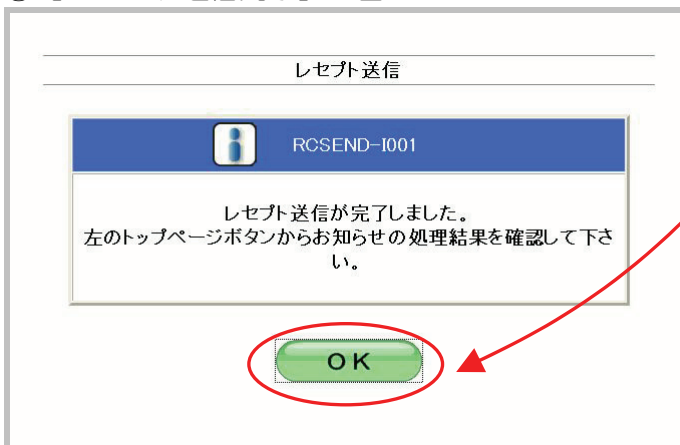 レセプト送信
RCSEND-I001
レセプト送信が完了しました。
左のトップページボタンからお知らせの処理結果を確認して下さ
い。
OK